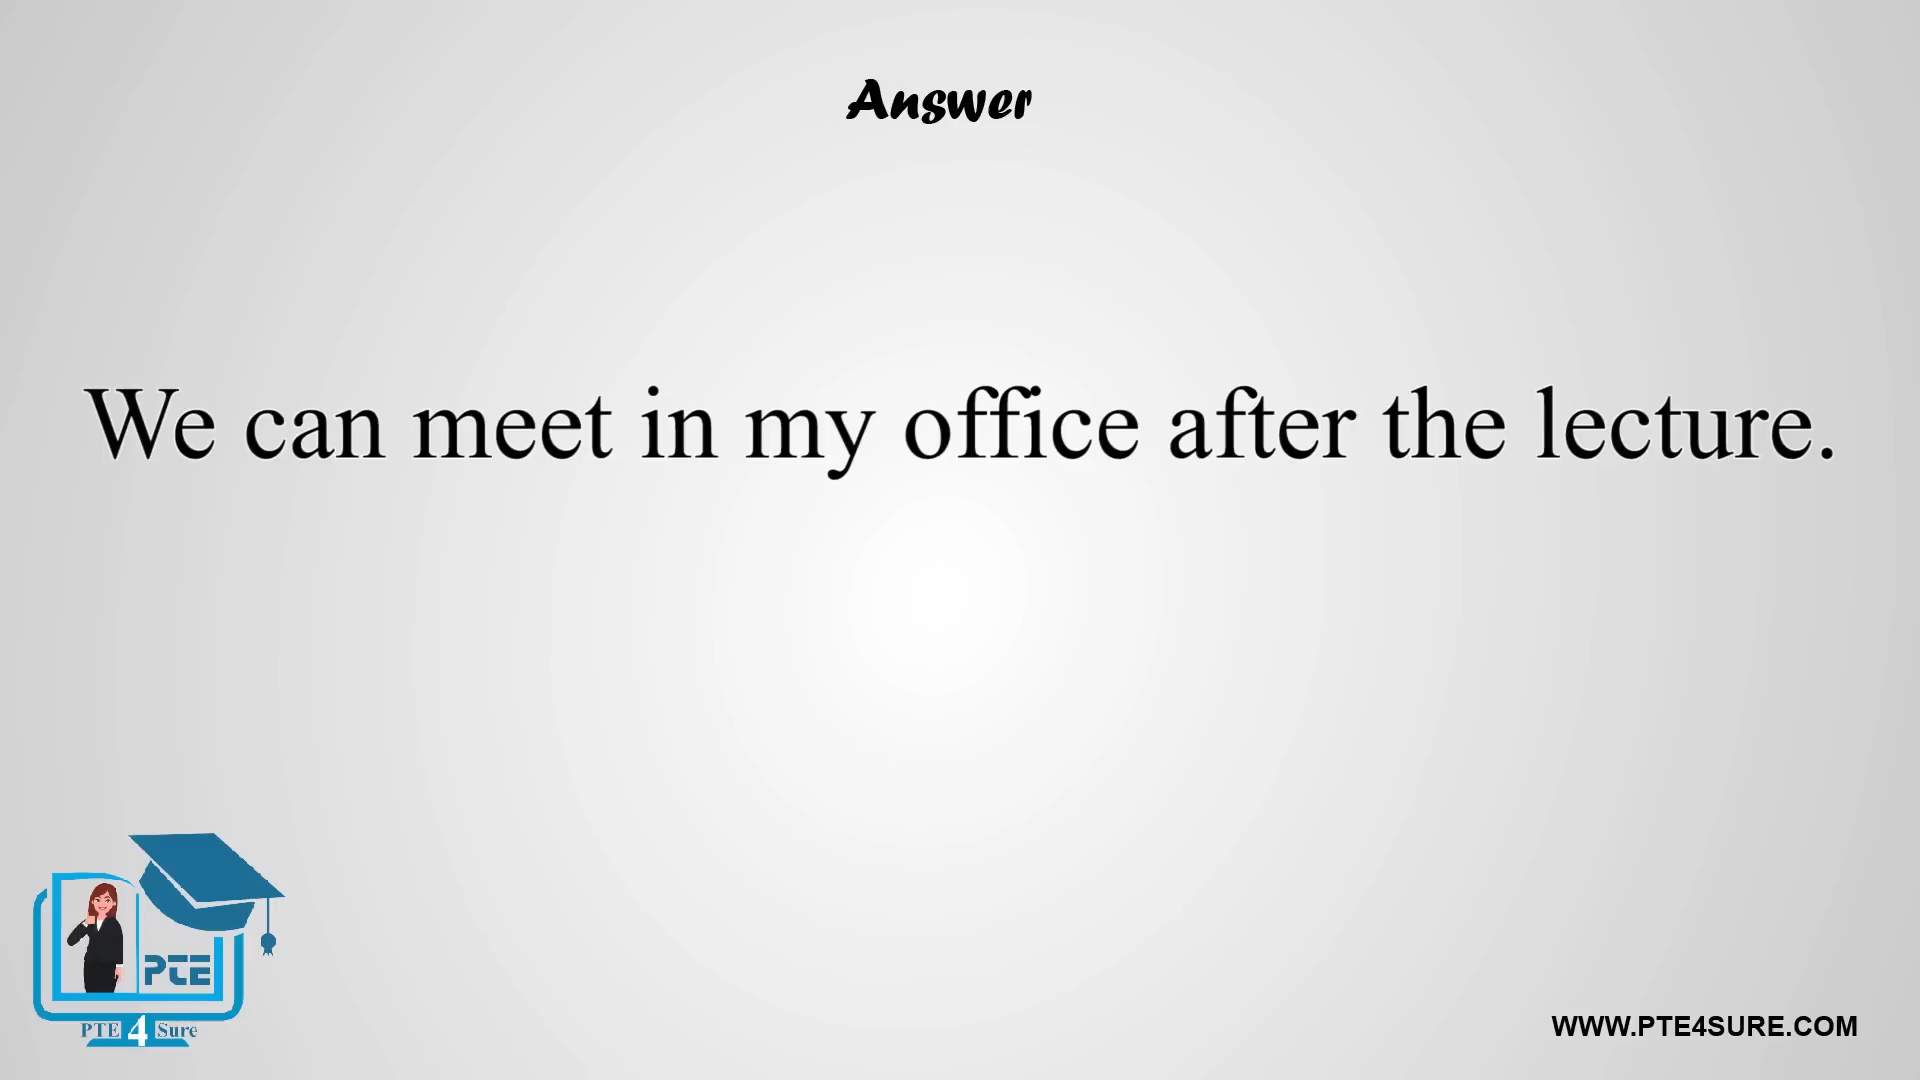 Answer
We can meet in my office after the lecture.
PTE
PTE 4 Sure
WWW.PTE4SURE.COM